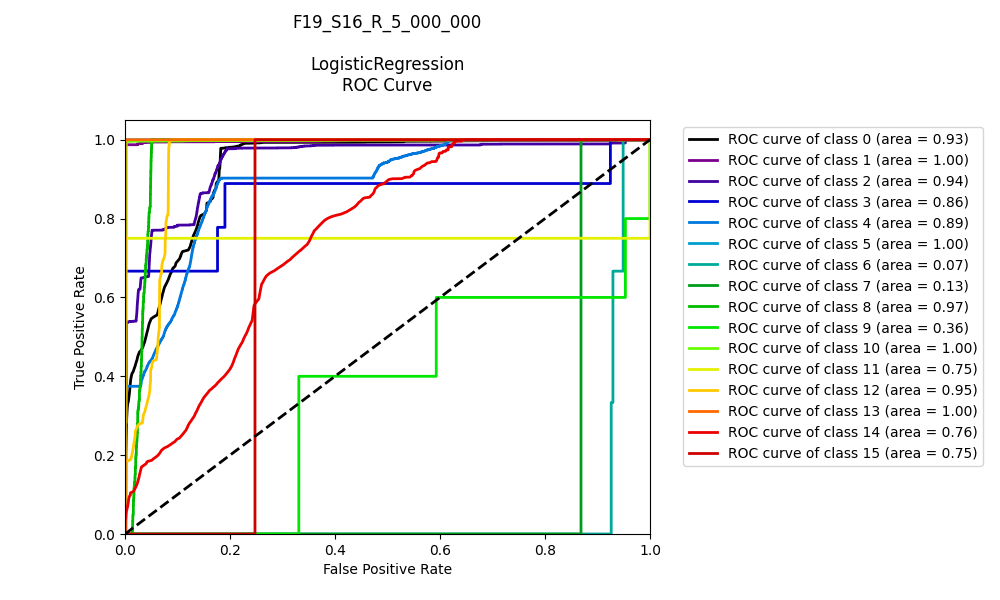 F19_S16_R_5_000_000
LogisticRegression
ROC Curve
True Positive Rate
1.0
0.8
0.6
0.4
0.2
0.0
0.0 0.2 0.4 0.6 0.8 1.0
False Positive Rate
ROC curve of class 0 (area = 0.93)
ROC curve of class 1 (area = 1.00)
ROC curve of class 2 (area = 0.94)
ROC curve of class 3 (area = 0.86)
ROC curve of class 4 (area = 0.89)
ROC curve of class 5 (area = 1.00)
ROC curve of class 6 (area = 0.07)
ROC curve of class 7 (area = 0.13)
ROC curve of class 8 (area = 0.97)
ROC curve of class 9 (area = 0.36)
ROC curve of class 10 (area = 1.00)
ROC curve of class 11 (area = 0.75)
ROC curve of class 12 (area = 0.95)
ROC curve of class 13 (area = 1.00)
ROC curve of class 14 (area = 0.76)
ROC curve of class 15 (area = 0.75)